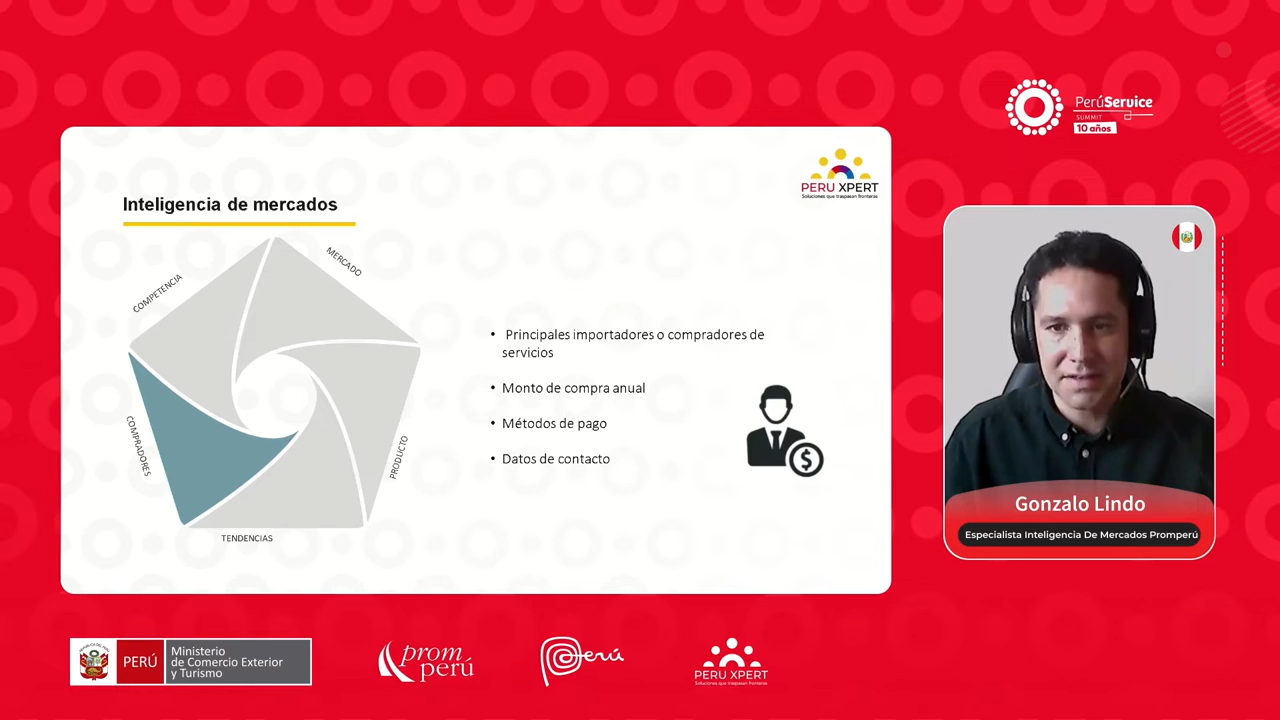 PerúService
SUMMIT
10 años
PERU XPERT
Soluciones que traspasan fronteras
Inteligencia de mercados
COMPETENCIA
MERCADO
COMPRADORES
PRODUCTO
TENDENCIAS
• Principales importadores o compradores de
servicios
• Monto de compra anual
• Métodos de pago
• Datos de contacto
$
Gonzalo Lindo
Especialista Inteligencia De Mercados Promperú
PERÚ
Ministerio
de Comercio Exterior
y Turismo
prom
perú
Perú
PERU XPERT
Soluciones que traspasan fronteras